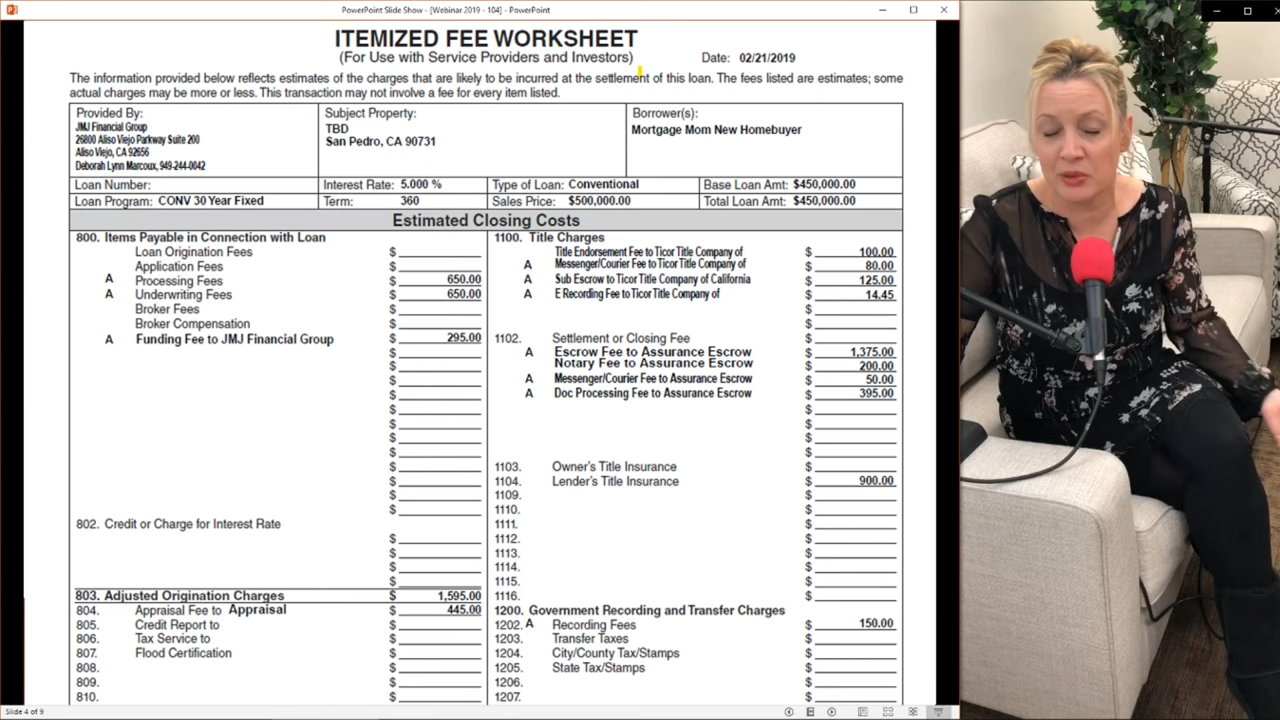 PowerPoint Slide Show - [Webinar 2019 - 104] - PowerPoint
ITEMIZED FEE WORKSHEET
(For Use with Service Providers and Investors)
Date: 02/21/2019
The information provided below reflects estimates of the charges that are likely to be incurred at the settlement of this loan. The fees listed are estimates; some
actual charges may be more or less. This transaction may not involve a fee for every item listed.
Provided By:
JMJ Financial Group
26800 Aliso Viejo Parkway Suite 200
Aliso Viejo, CA 92656
Deborah Lynn Marcoux, 949-244-0042
Subject Property:
TBD
San Pedro, CA 90731
Borrower(s):
Mortgage Mom New Homebuyer
Loan Number:
Interest Rate: 5.000 %
Type of Loan: Conventional
Base Loan Amt: $450,000.00
Loan Program: CONV 30 Year Fixed
Term: 360
Sales Price: $500,000.00
Total Loan Amt: $450,000.00
Estimated Closing Costs
800. Items Payable in Connection with Loan
Loan Origination Fees $
Application Fees $
A Processing Fees $ 650.00
A Underwriting Fees $ 650.00
Broker Fees $
Broker Compensation $
A Funding Fee to JMJ Financial Group $ 295.00
$
$
$
$
$
$
$
$
$
$
$
$
802. Credit or Charge for Interest Rate
$
$
$
$
803. Adjusted Origination Charges $ 1,595.00
804. Appraisal Fee to Appraisal $ 445.00
805. Credit Report to $
806. Tax Service to $
807. Flood Certification $
808. $
809. $
810. $
1100. Title Charges
Title Endorsement Fee to Ticor Title Company of $ 100.00
A Messenger/Courier Fee to Ticor Title Company of $ 80.00
A Sub Escrow to Ticor Title Company of California $ 125.00
A E Recording Fee to Ticor Title Company of $ 14.45
$
$
1102. Settlement or Closing Fee $
A Escrow Fee to Assurance Escrow $ 1,375.00
Notary Fee to Assurance Escrow $ 200.00
A Messenger/Courier Fee to Assurance Escrow $ 50.00
A Doc Processing Fee to Assurance Escrow $ 395.00
$
$
$
$
1103. Owner's Title Insurance $
1104. Lender's Title Insurance $ 900.00
1109. $
1110. $
1111. $
1112. $
1113. $
1114. $
1115. $
1116. $
1200. Government Recording and Transfer Charges
1202. A Recording Fees $ 150.00
1203. Transfer Taxes $
1204. City/County Tax/Stamps $
1205. State Tax/Stamps $
1206. $
1207. $
Slide 4 of 9